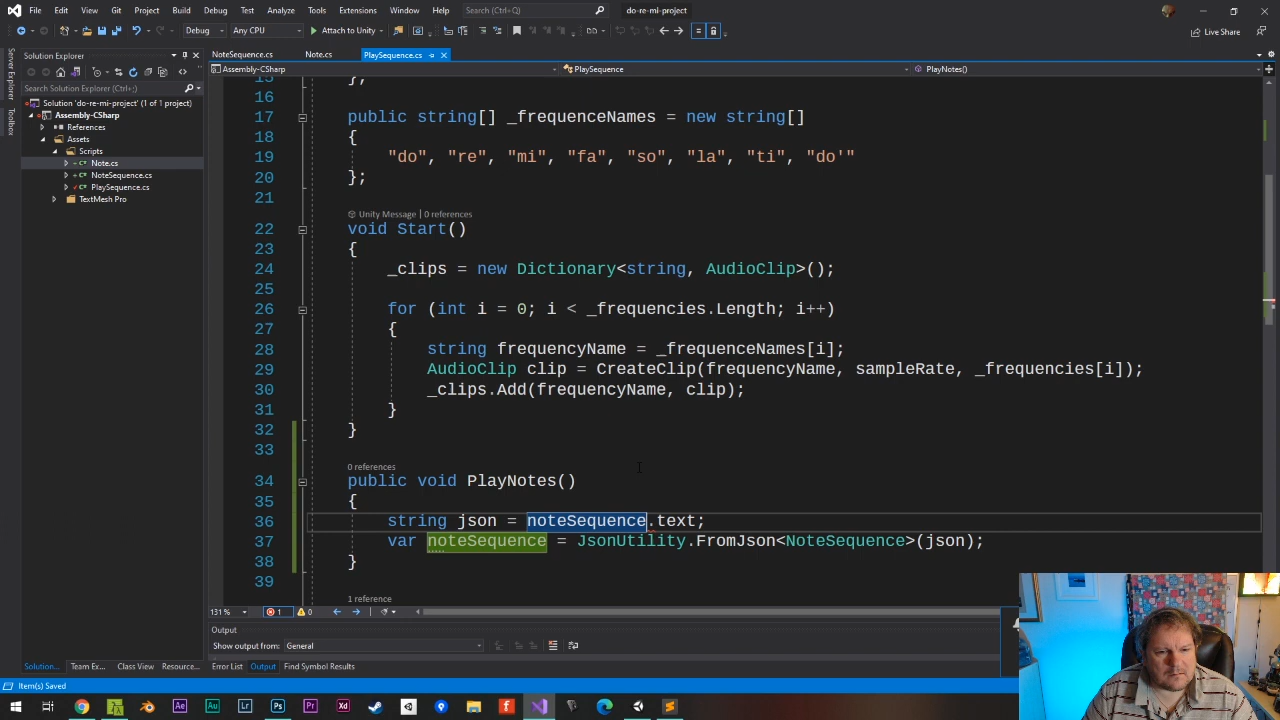 File Edit View Git Project Build Debug Test Analyze Tools Extensions Window Help Search (Ctrl+Q) do-re-mi-project
Debug Any CPU Attach to Unity Live Share
Solution Explorer NoteSequence.cs Note.cs PlaySequence.cs
Assembly-CSharp PlaySequence PlayNotes()
Server Explorer
Toolbox
Search Solution Explorer (Ctrl+;)
Solution 'do-re-mi-project' (1 of 1 project)
Assembly-CSharp
References
Assets
Scripts
Note.cs
NoteSequence.cs
PlaySequence.cs
TextMesh Pro
15 };
16
17 public string[] _frequenceNames = new string[]
18 {
19 "do", "re", "mi", "fa", "so", "la", "ti", "do'"
20 };
21
Unity Message | 0 references
22 void Start()
23 {
24 _clips = new Dictionary<string, AudioClip>();
25
26 for (int i = 0; i < _frequencies.Length; i++)
27 {
28 string frequencyName = _frequenceNames[i];
29 AudioClip clip = CreateClip(frequencyName, sampleRate, _frequencies[i]);
30 _clips.Add(frequencyName, clip);
31 }
32 }
33
0 references
34 public void PlayNotes()
35 {
36 string json = noteSequence.text;
37 var noteSequence = JsonUtility.FromJson<NoteSequence>(json);
38 }
39
1 reference
131 % 1 0
Output
Show output from: General
Solution... Team Ex... Class View Resource... Error List Output Find Symbol Results
Item(s) Saved